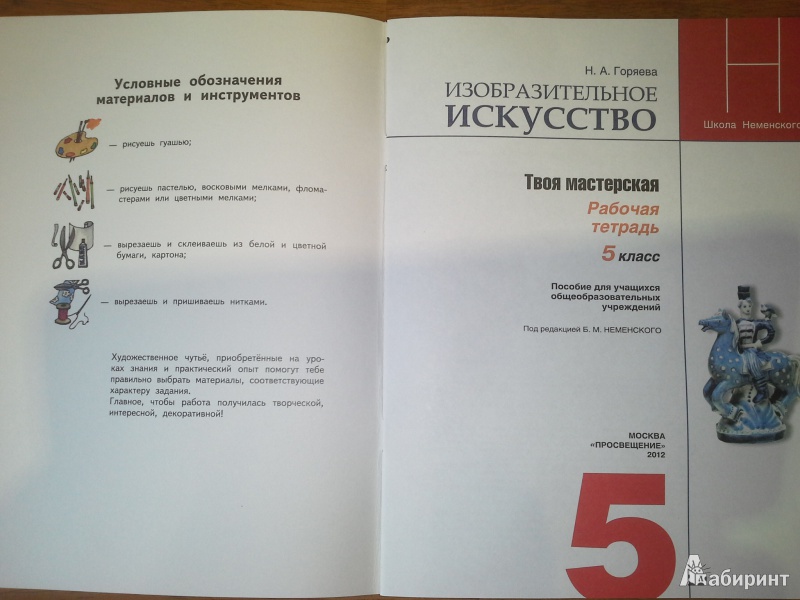 Условные обозначения
материалов и инструментов
— рисуешь гуашью;
— рисуешь пастелью, восковыми мелками, флома-
стерами или цветными мелками;
— вырезаешь и склеиваешь из белой и цветной
бумаги, картона;
— вырезаешь и пришиваешь нитками.
Художественное чутьё, приобретённые на уро-
ках знания и практический опыт помогут тебе
правильно выбрать материалы, соответствующие
характеру задания.
Главное, чтобы работа получилась творческой,
интересной, декоративной!
Н
Школа Неменского
Н. А. Горяева
ИЗОБРАЗИТЕЛЬНОЕ
ИСКУССТВО
Твоя мастерская
Рабочая
тетрадь
5 класс
Пособие для учащихся
общеобразовательных
учреждений
Под редакцией Б. М. НЕМЕНСКОГО
МОСКВА
«ПРОСВЕЩЕНИЕ»
2012
5
Лабиринт